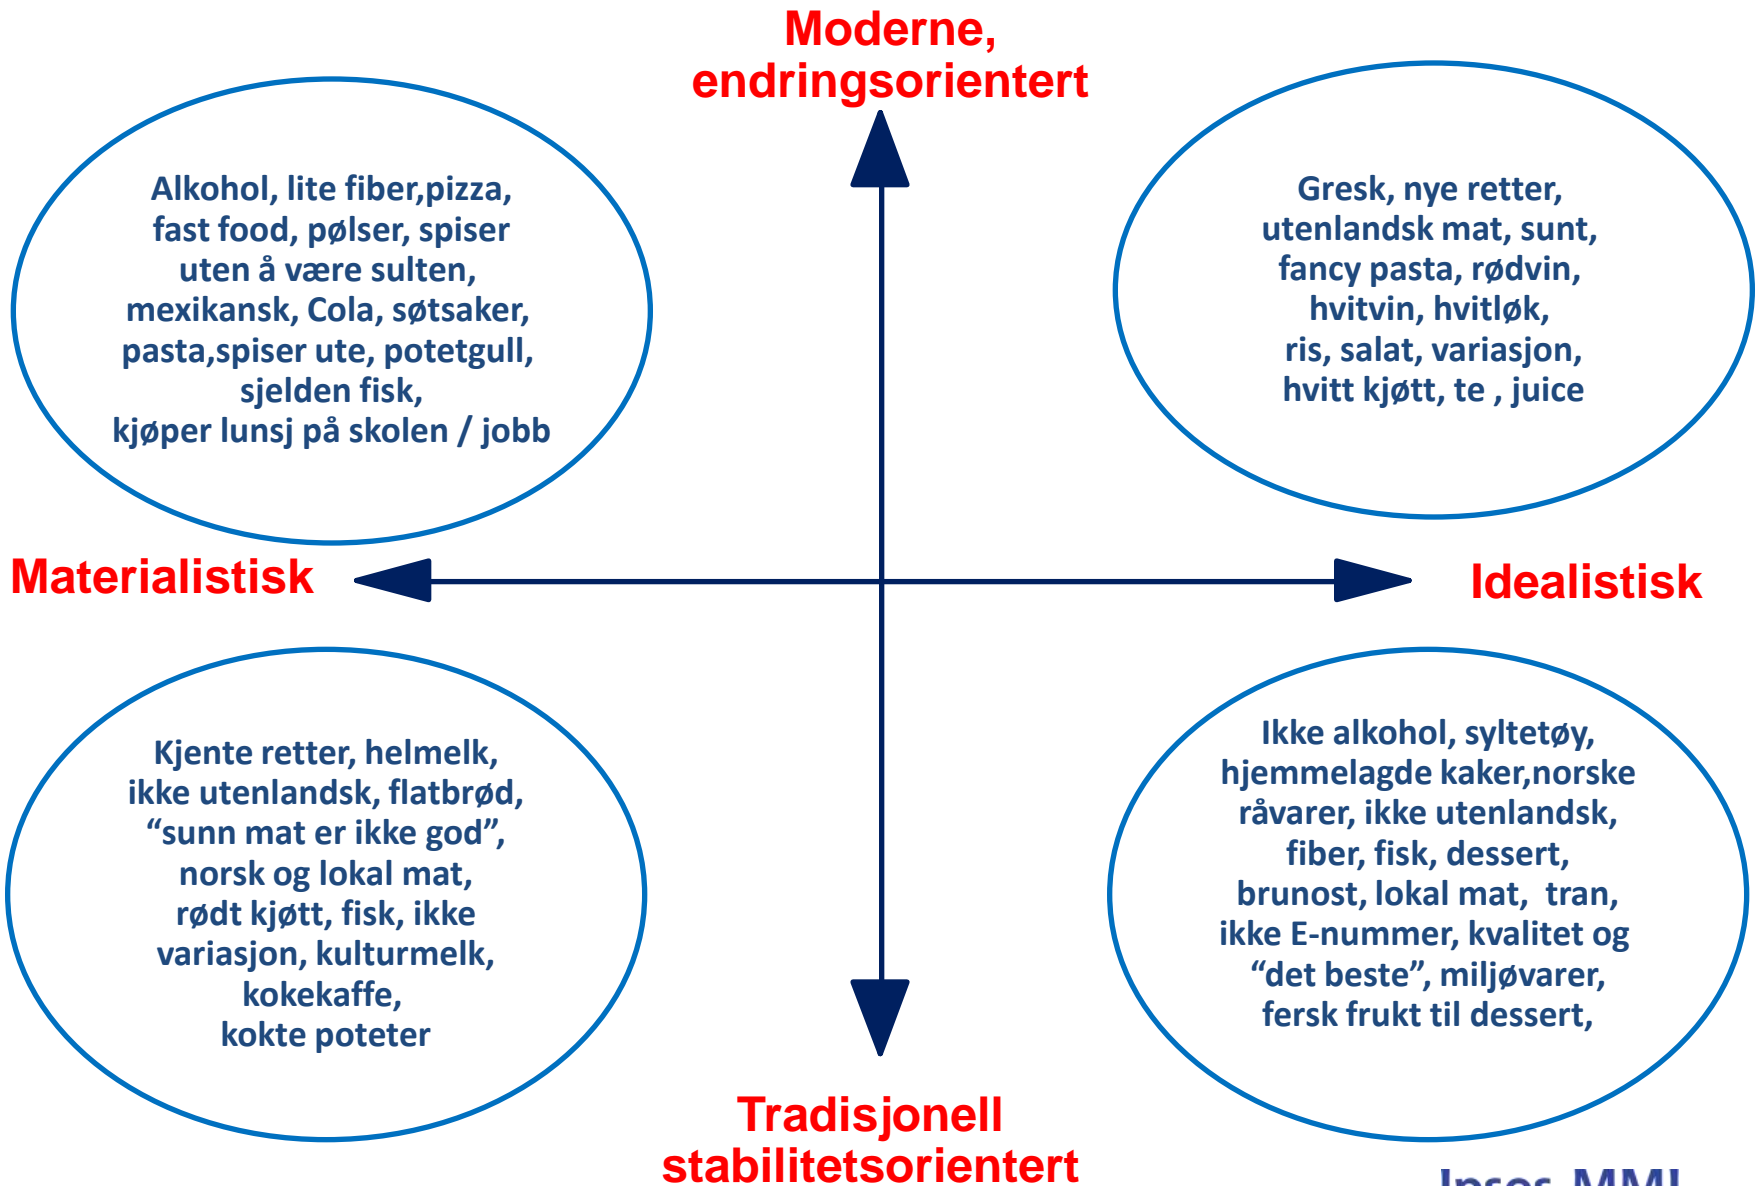 Moderne,
endringsorientert
Alkohol, lite fiber,pizza,
fast food, pølser, spiser
uten å være sulten,
mexikansk, Cola, søtsaker,
pasta,spiser ute, potetgull,
sjelden fisk,
kjøper lunsj på skolen / jobb
Gresk, nye retter,
utenlandsk mat, sunt,
fancy pasta, rødvin,
hvitvin, hvitløk,
ris, salat, variasjon,
hvitt kjøtt, te , juice
Materialistisk
Idealistisk
Kjente retter, helmelk,
ikke utenlandsk, flatbrød,
“sunn mat er ikke god”,
norsk og lokal mat,
rødt kjøtt, fisk, ikke
variasjon, kulturmelk,
kokekaffe,
kokte poteter
Ikke alkohol, syltetøy,
hjemmelagde kaker,norske
råvarer, ikke utenlandsk,
fiber, fisk, dessert,
brunost, lokal mat,  tran,
ikke E-nummer, kvalitet og
“det beste”, miljøvarer,
fersk frukt til dessert,
Tradisjonell
stabilitetsorientert
Ipsos MMI